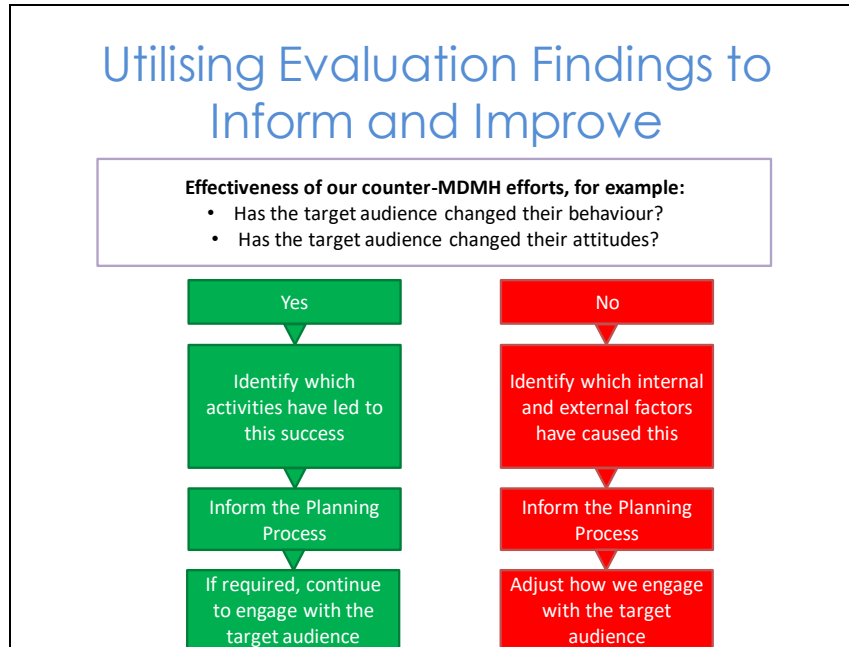 Utilising Evaluation Findings to
Inform and Improve
Effectiveness of our counter-MDMH efforts, for example:
• Has the target audience changed their behaviour?
• Has the target audience changed their attitudes?
Yes
Identify which
activities have led to
this success
Inform the Planning
Process
If required, continue
to engage with the
target audience
No
Identify which internal
and external factors
have caused this
Inform the Planning
Process
Adjust how we engage
with the target
audience